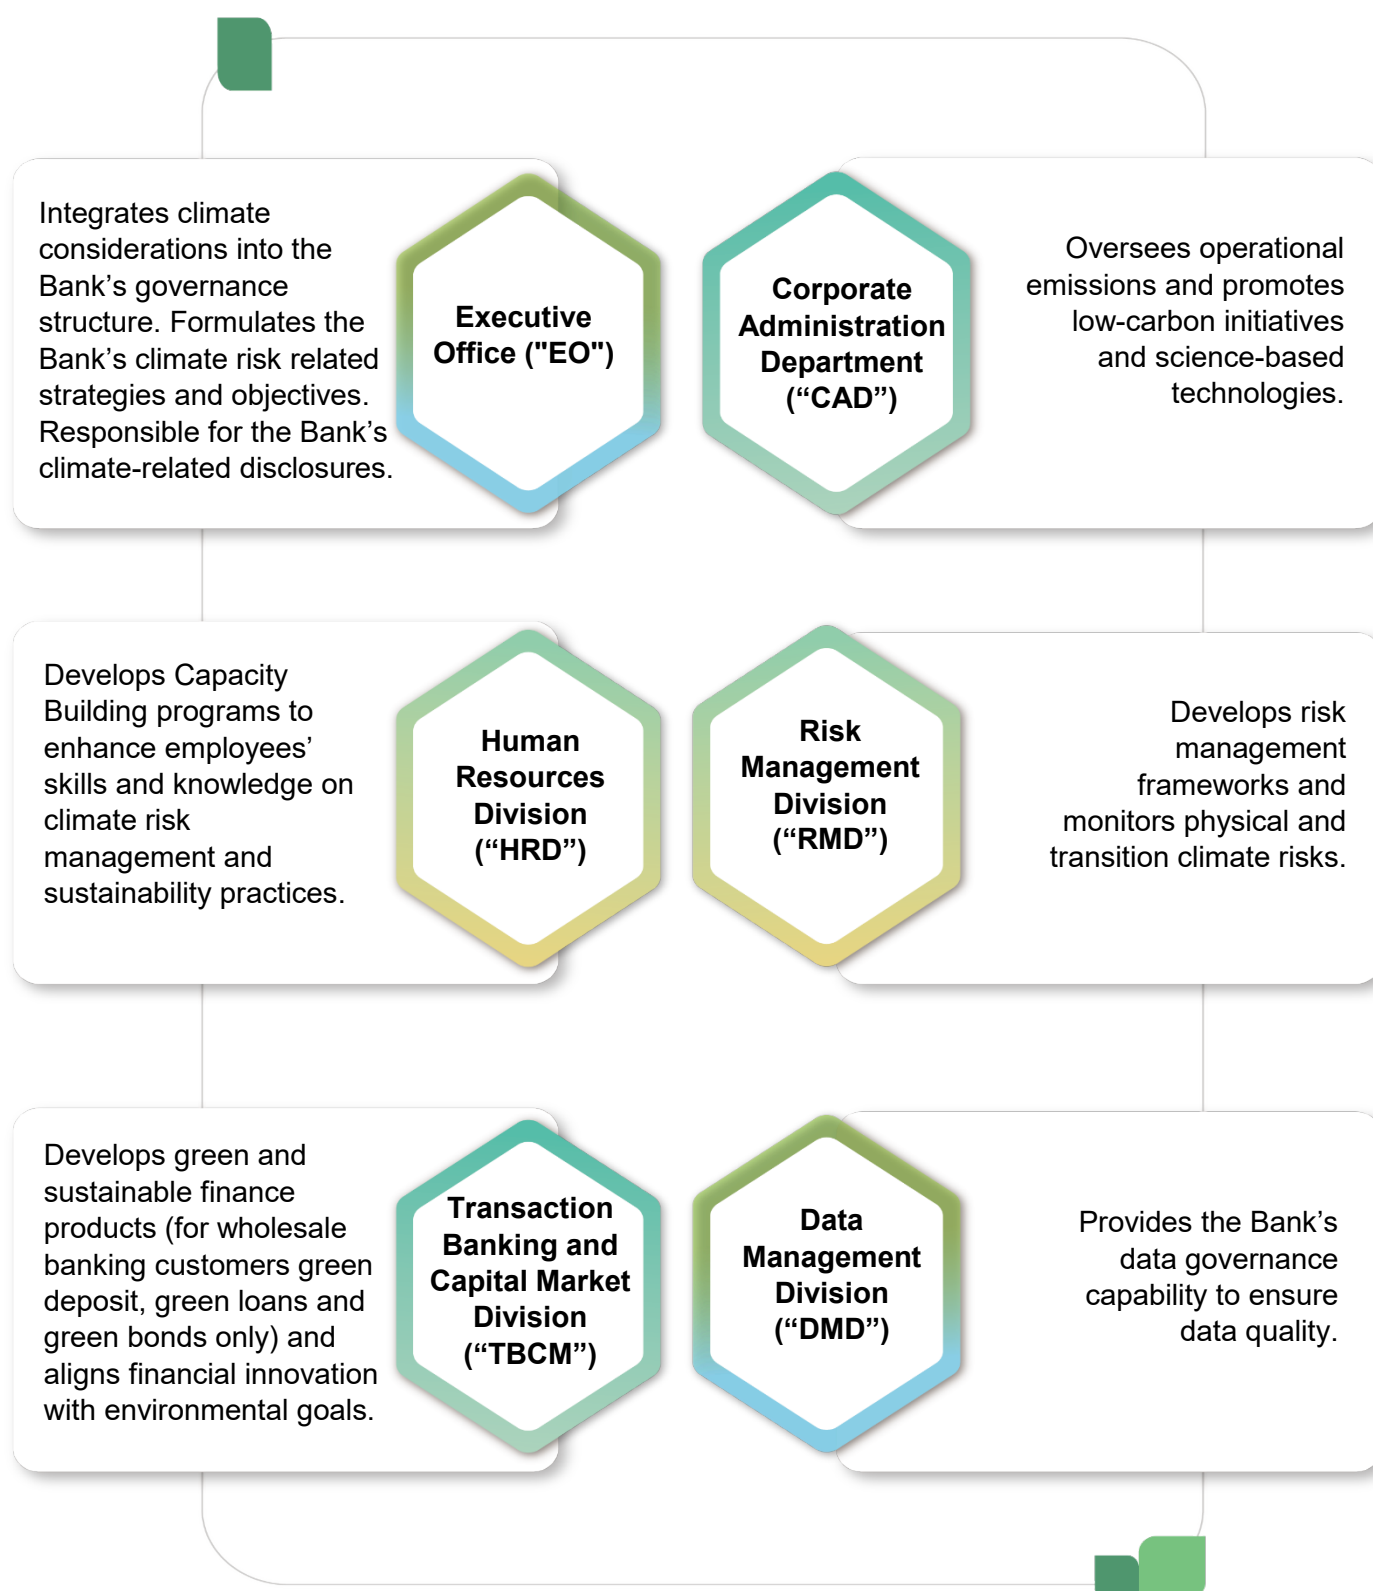 Integrates climate
considerations into the
Bank’s governance
structure. Formulates the
Bank’s climate risk related
strategies and objectives.
Responsible for the Bank’s
climate-related disclosures.
Executive
Office ("EO")
Corporate
Administration
Department
(“CAD”)
Oversees operational
emissions and promotes
low-carbon initiatives
and science-based
technologies.
Develops Capacity
Building programs to
enhance employees’
skills and knowledge on
climate risk
management and
sustainability practices.
Human
Resources
Division
(“HRD”)
Risk
Management
Division
(“RMD”)
Develops risk
management
frameworks and
monitors physical and
transition climate risks.
Develops green and
sustainable finance
products (for wholesale
banking customers green
deposit, green loans and
green bonds only) and
aligns financial innovation
with environmental goals.
Transaction
Banking and
Capital Market
Division
(“TBCM”)
Data
Management
Division
(“DMD”)
Provides the Bank’s
data governance
capability to ensure
data quality.